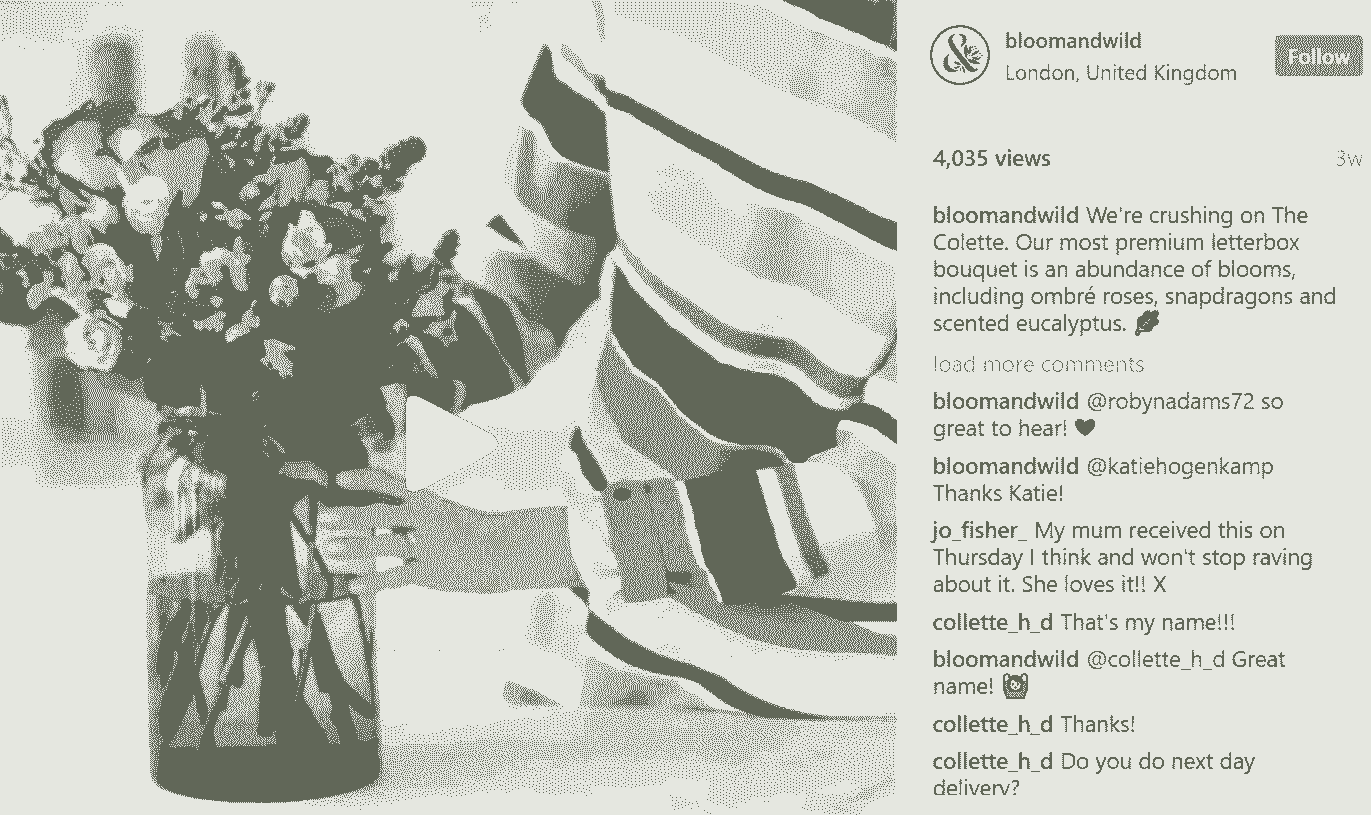 bloomandwild
London, United Kingdom
Follow
4,035 views
3w
bloomandwild We're crushing on The
Colette. Our most premium letterbox
bouquet is an abundance of blooms,
including ombré roses, snapdragons and
scented eucalyptus. 🌿
load more comments
bloomandwild @robynadams72 so
great to hear! ❤
bloomandwild @katiehogenkamp
Thanks Katie!
jo_fisher_ My mum received this on
Thursday I think and won't stop raving
about it. She loves it!! X
collette_h_d That's my name!!!
bloomandwild @collette_h_d Great
name! 🙌
collette_h_d Thanks!
collette_h_d Do you do next day
delivery?